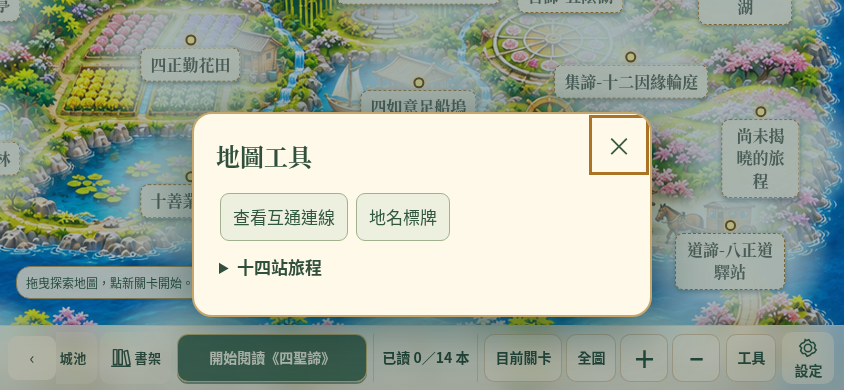 湖
四正勤花田
集諦-十二因緣輪庭
四如意足船塢
尚未揭
曉的旅
程
林
十善業
地圖工具
查看互通連線
地名標牌
十四站旅程
道諦-八正道
驛站
拖曳探索地圖，點新關卡開始。
城池
書架
開始閱讀《四聖諦》
已讀 0／14 本
目前關卡
全圖
工具
設定